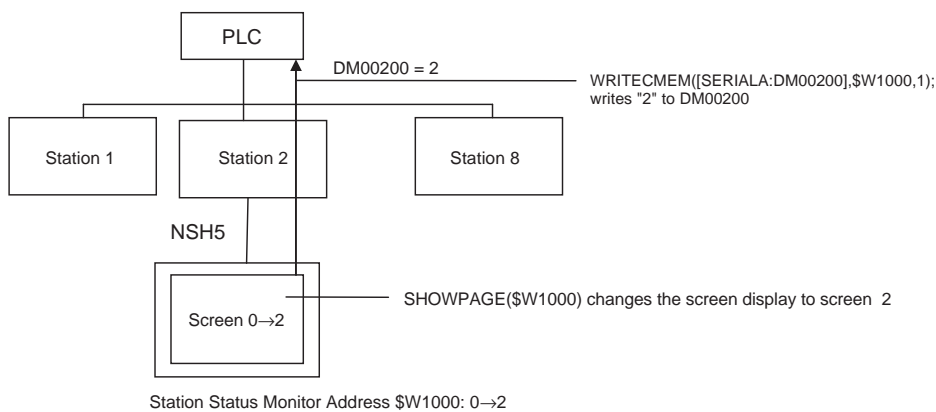 PLC
DM00200 = 2
WRITECMEM([SERIALA:DM00200],$W1000,1);
writes "2" to DM00200
Station 1
Station 2
Station 8
NSH5
SHOWPAGE($W1000) changes the screen display to screen 2
Screen 0→2
Station Status Monitor Address $W1000: 0→2